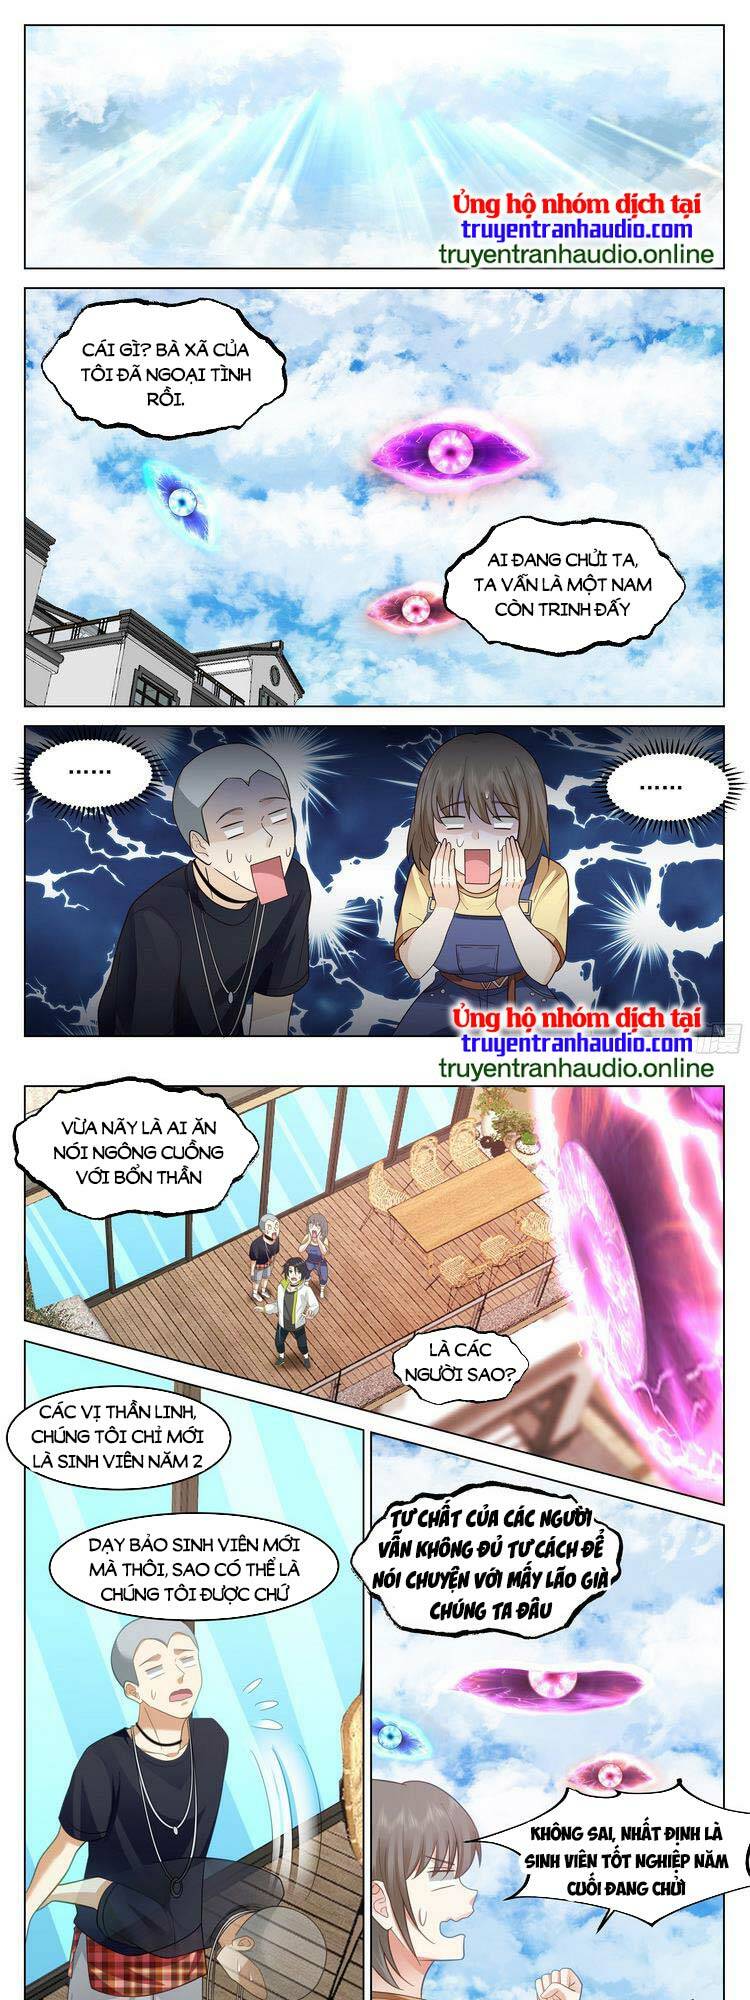 Ủng hộ nhóm dịch tại
truyentranhaudio.com
truyentranhaudio.online
CÁI GÌ? BÀ XÃ CỦA
TÔI ĐÃ NGOẠI TÌNH
RỒI.
AI ĐANG CHỬI TA,
TA VẤN LÀ MỘT NAM
CÒN TRINH ĐẤY
......
......
Ủng hộ nhóm dịch tại
truyentranhaudio.com
truyentranhaudio.online
VỪA NÃY LÀ AI ĂN
NÓI NGÔNG CUỒNG
VỚI BỔN THẦN
LÀ CÁC
NGƯỜI SAO?
CÁC VỊ THẦN LINH,
CHÚNG TÔI CHỈ MỚI
LÀ SINH VIÊN NĂM 2
DẠY BẢO SINH VIÊN MỚI
MÀ THÔI, SAO CÓ THỂ LÀ
CHÚNG TÔI ĐƯỢC CHỨ
TƯ CHẤT CỦA CÁC NGƯỜI
VẪN KHÔNG ĐỦ TƯ CÁCH ĐỂ
NÓI CHUYỆN VỚI MẤY LÃO GIÀ
CHÚNG TA ĐÂU
KHÔNG SAI, NHẤT ĐỊNH LÀ
SINH VIÊN TỐT NGHIỆP NĂM
CUỐI ĐANG CHỬI